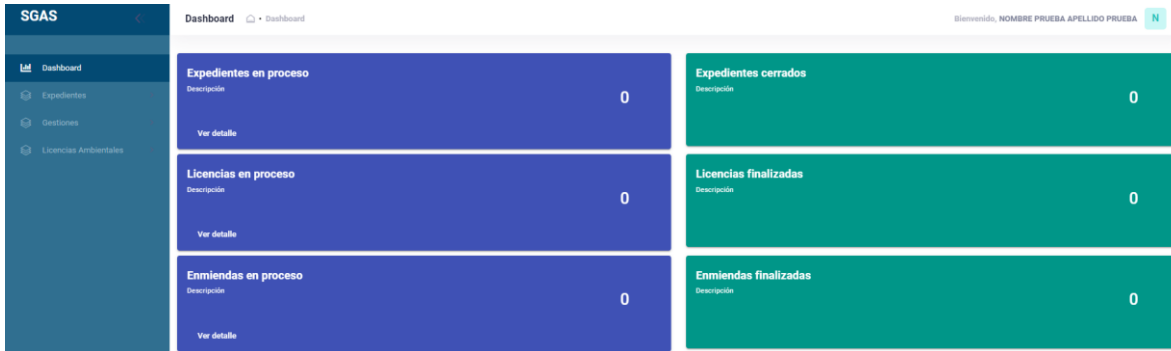 SGAS
Dashboard • Dashboard
Bienvenido, NOMBRE PRUEBA APELLIDO PRUEBA N
Dashboard
Expedientes
Gestiones
Licencias Ambientales
Expedientes en proceso
Descripción
0
Ver detalle
Expedientes cerrados
Descripción
0
Licencias en proceso
Descripción
0
Ver detalle
Licencias finalizadas
Descripción
0
Enmiendas en proceso
Descripción
0
Ver detalle
Enmiendas finalizadas
Descripción
0